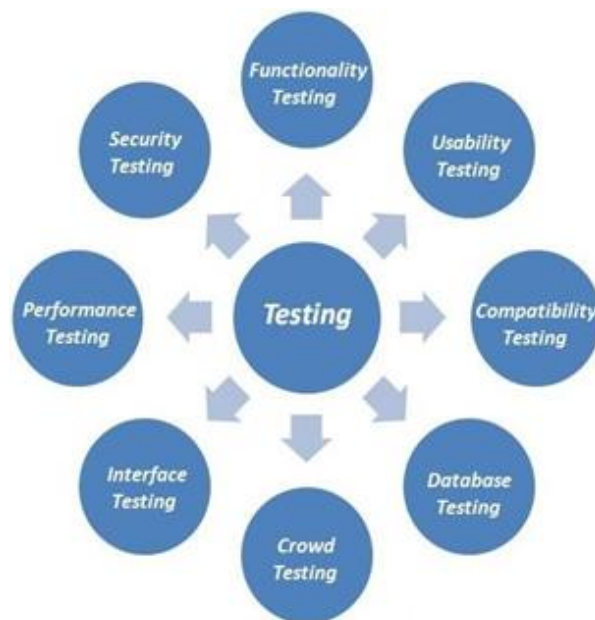 Functionality
Testing
Security
Testing
Usability
Testing
Performance
Testing
Testing
Compatibility
Testing
Interface
Testing
Database
Testing
Crowd
Testing